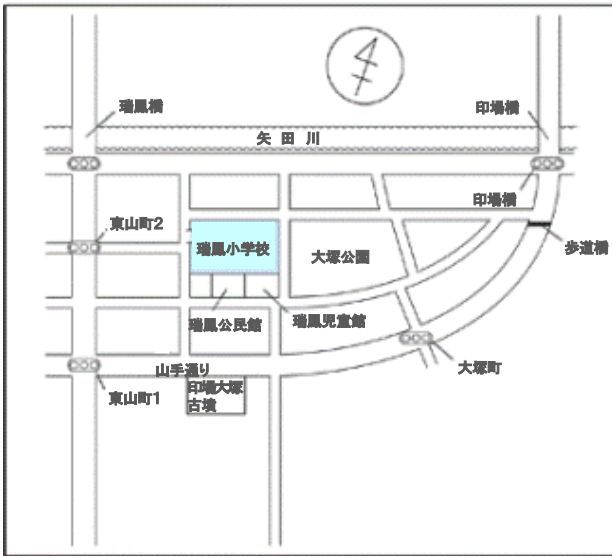 瑞鳳橋
印場橋
矢田川
印場橋
東山町2
瑞鳳小学校
大塚公園
歩道橋
瑞鳳公民館
瑞鳳児童館
山手通り
大塚町
東山町1
印場大塚
古墳